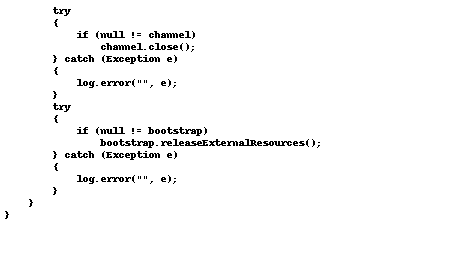 try
        {
            if (null != channel)
                channel.close();
        } catch (Exception e)
        {
            log.error("", e);
        }
        try
        {
            if (null != bootstrap)
                bootstrap.releaseExternalResources();
        } catch (Exception e)
        {
            log.error("", e);
        }
    }
}